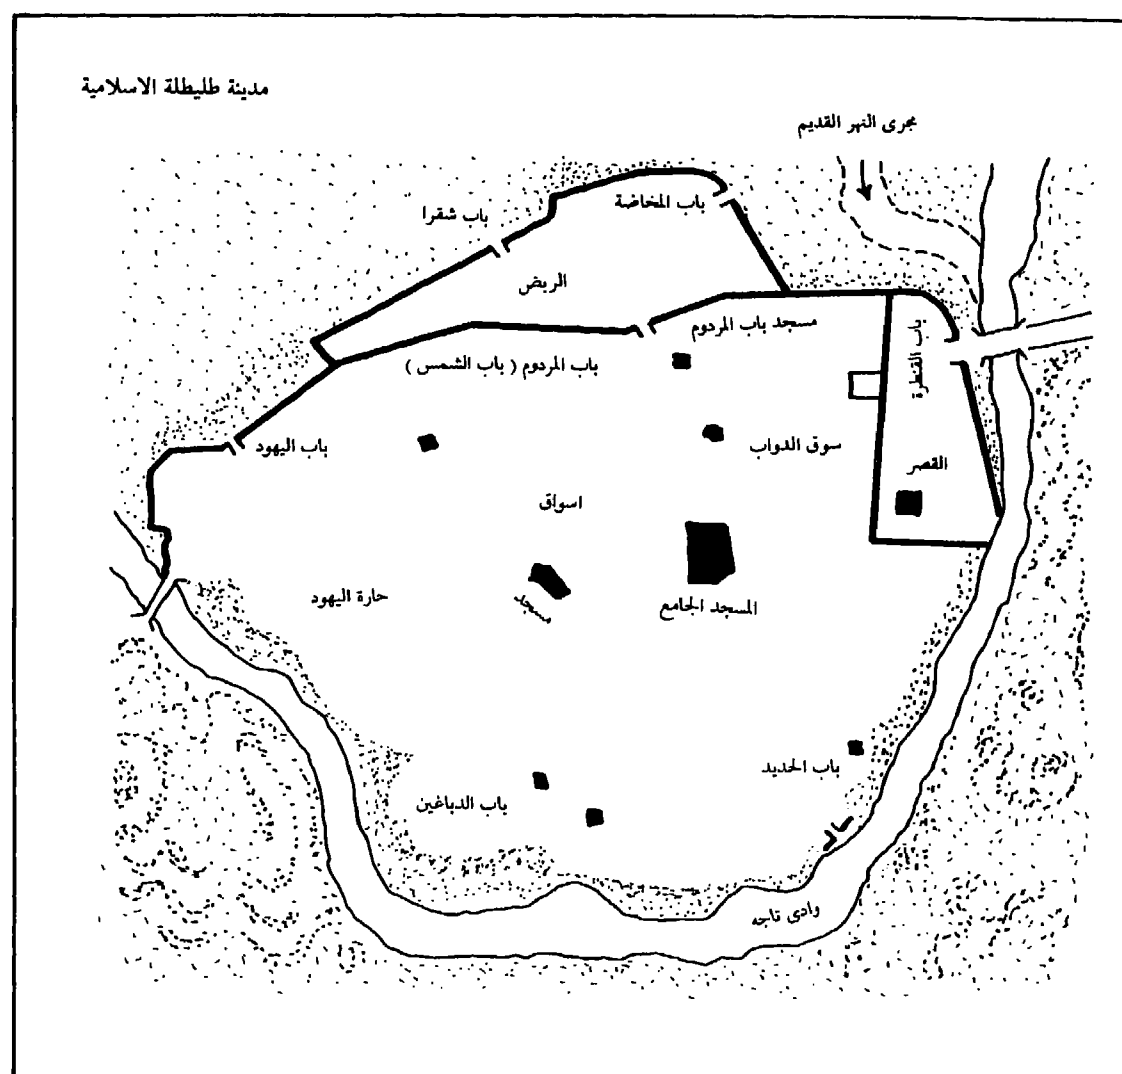 مدينة طليطلة الاسلامية
مجرى النهر القديم
باب المخاضة
باب شقرا
الربض
مسجد باب المردوم
باب القنطرة
باب المردوم ( باب الشمس )
باب اليهود
سوق الدواب
القصر
اسواق
حارة اليهود
مسجد
المسجد الجامع
باب الحديد
باب الدباغين
وادى تاجه